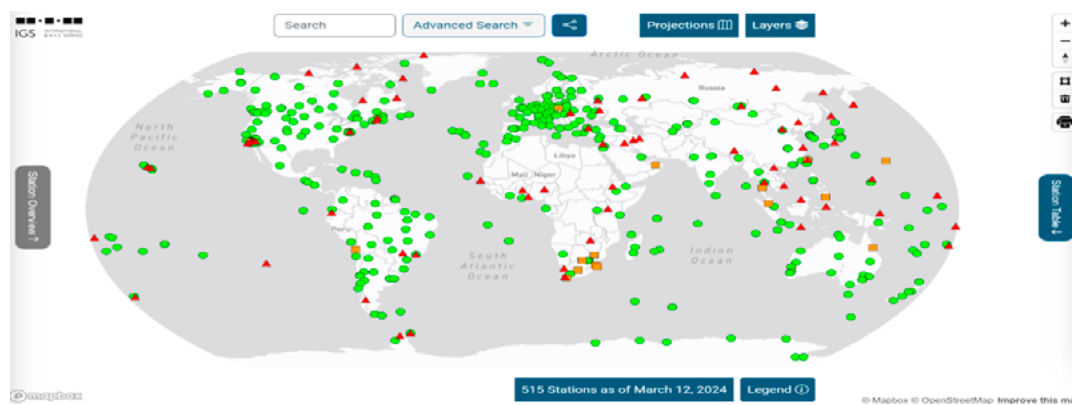 IGS
Search
Advanced Search
Projections
Layers
Arctic Ocean
Russia
North
Pacific
Ocean
Libya
Mali
Niger
Peru
South
Atlantic
Ocean
Indian
Ocean
Station Overview ↑
Station Table ↓
515 Stations as of March 12, 2024
Legend
mapbox
© Mapbox © OpenStreetMap Improve this ma